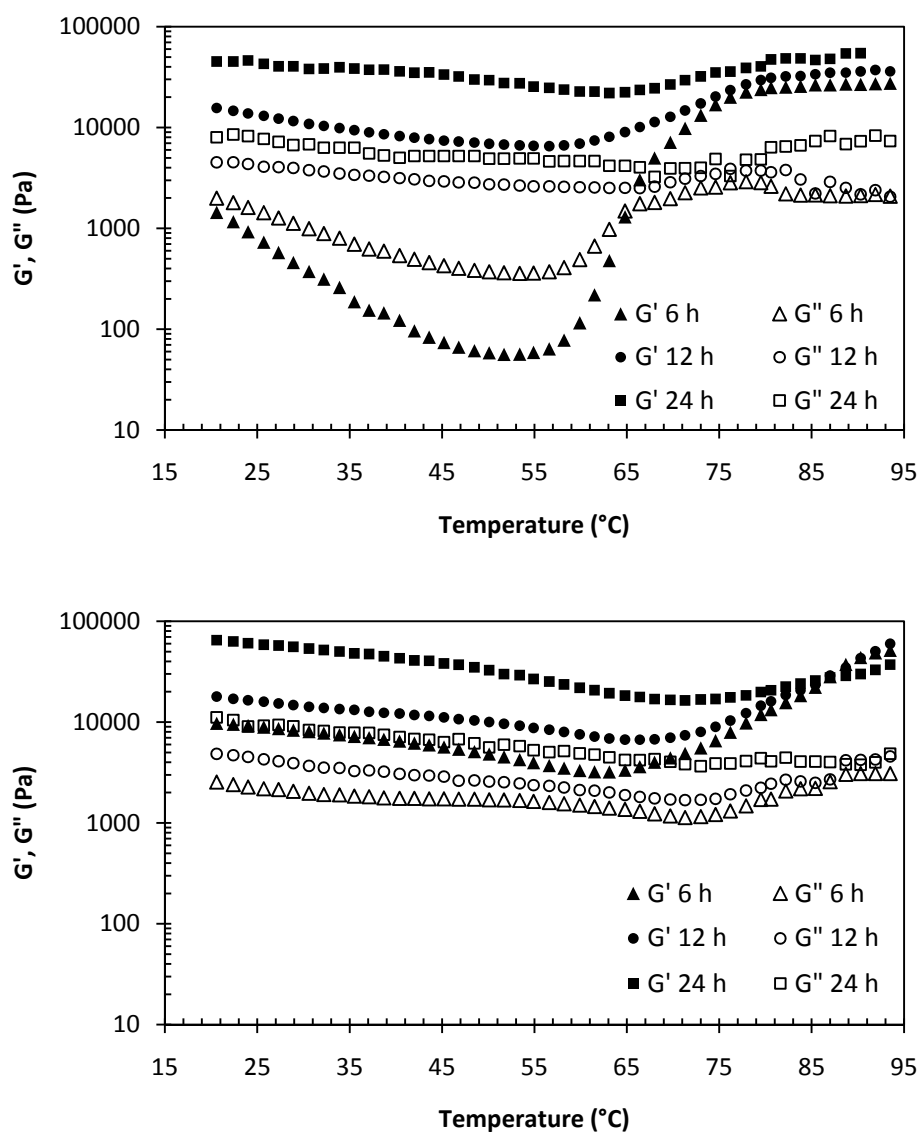 100000
10000
1000
100
10
G', G" (Pa)
▲ G' 6 h △ G" 6 h
● G' 12 h ○ G" 12 h
■ G' 24 h □ G" 24 h
15 25 35 45 55 65 75 85 95
Temperature (°C)
100000
10000
1000
100
10
G', G" (Pa)
▲ G' 6 h △ G" 6 h
● G' 12 h ○ G" 12 h
■ G' 24 h □ G" 24 h
15 25 35 45 55 65 75 85 95
Temperature (°C)